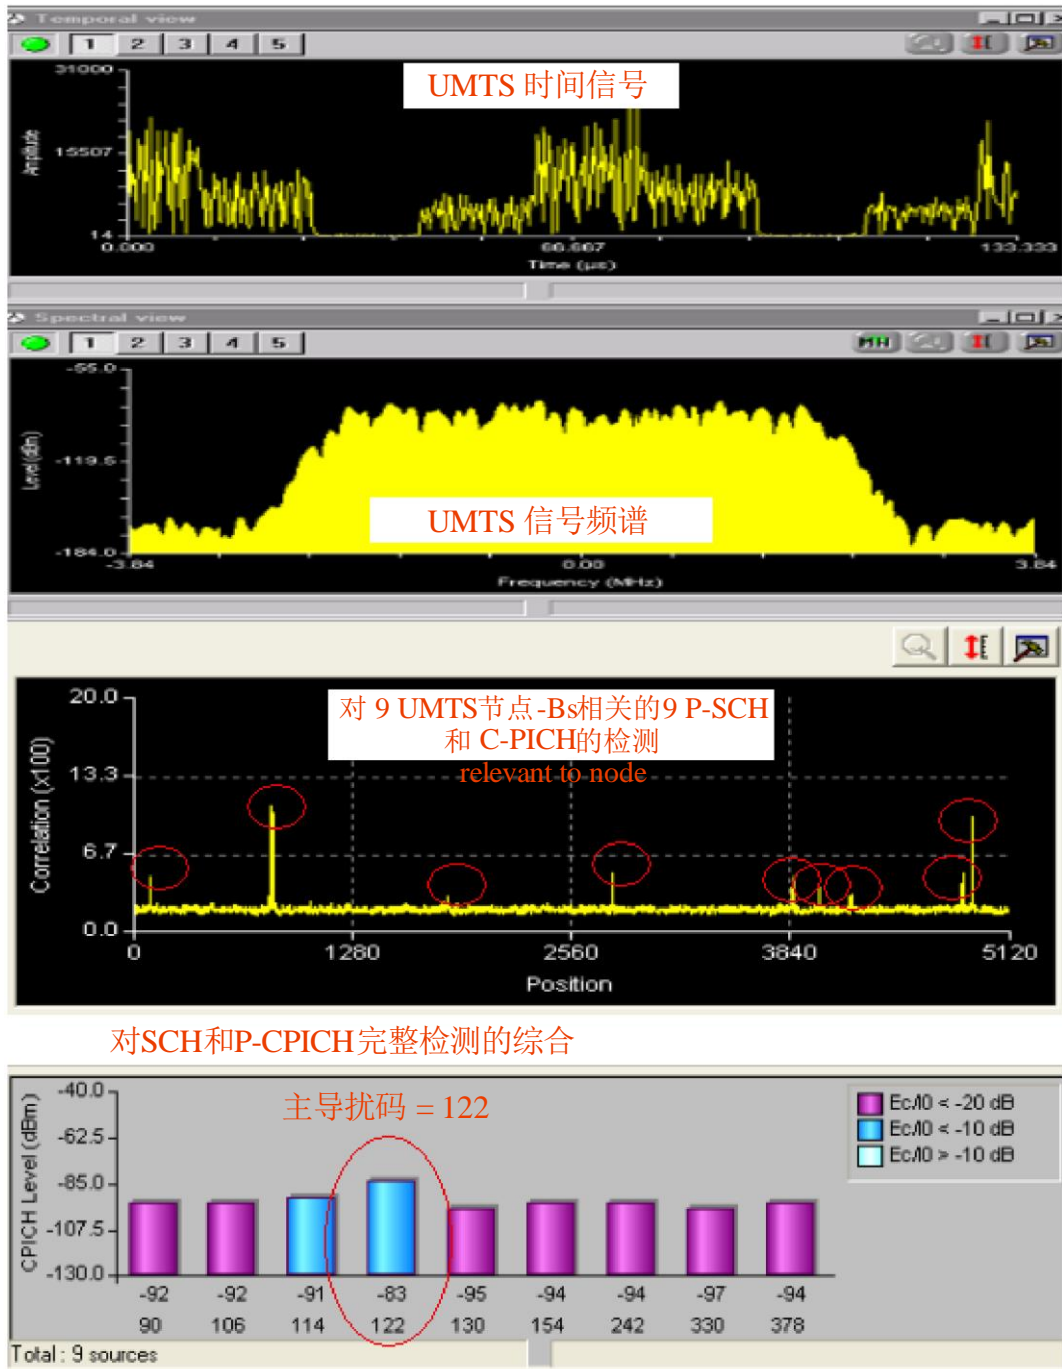 Temporal view
1 2 3 4 5
UMTS 时间信号
31000
15507
14
Amplitude
0.000 66.667 133.333
Time (µs)
Spectral view
1 2 3 4 5
-55.0
-119.5
-184.0
Level (dBm)
UMTS 信号频谱
-3.84 0.00 3.84
Frequency (MHz)
对 9 UMTS节点-Bs相关的9 P-SCH
和 C-PICH的检测
relevant to node
20.0
13.3
6.7
0.0
Correlation (x100)
0 1280 2560 3840 5120
Position
对SCH和P-CPICH完整检测的综合
主导扰码 = 122
-40.0
-62.5
-85.0
-107.5
-130.0
CPICH Level (dBm)
Ec/I0 < -20 dB
Ec/I0 < -10 dB
Ec/I0 > -10 dB
-92 -92 -91 -83 -95 -94 -94 -97 -94
90 106 114 122 130 154 242 330 378
Total : 9 sources